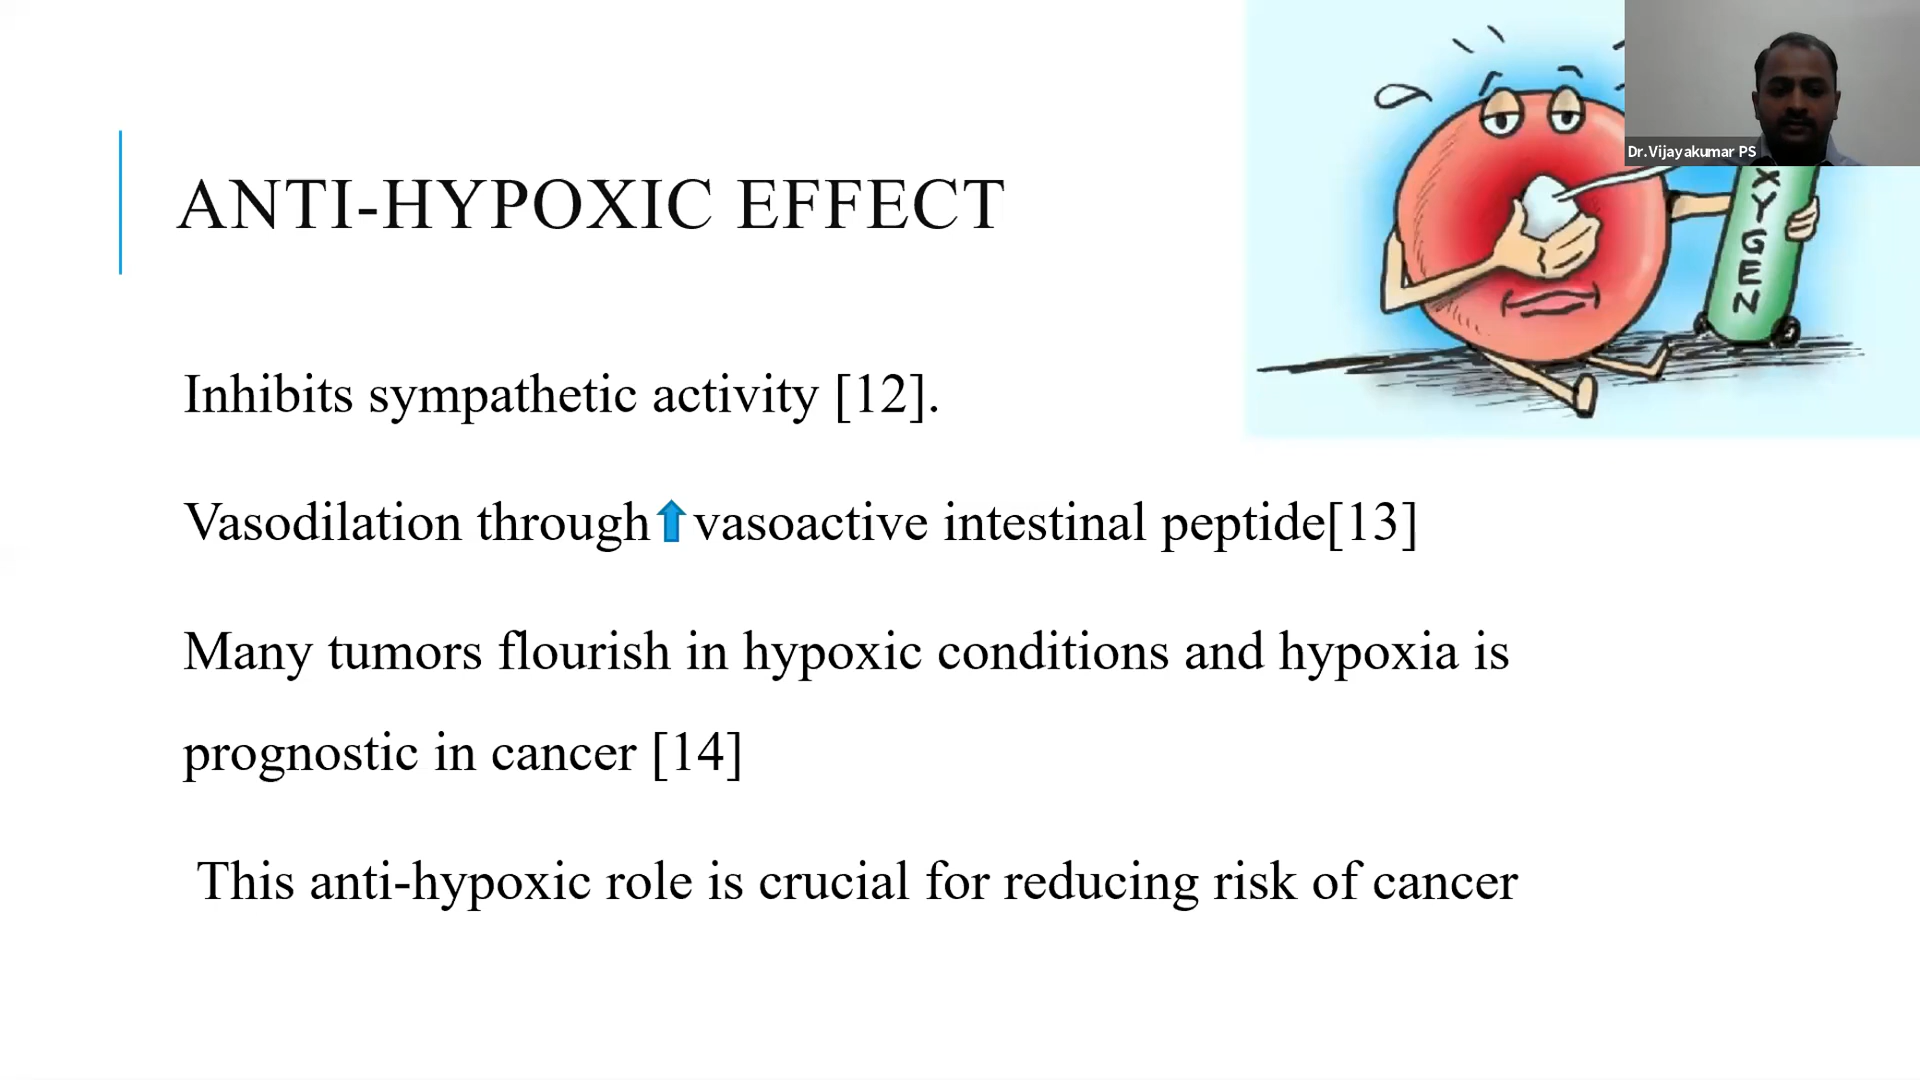 Dr.Vijayakumar PS
XYGEN
ANTI-HYPOXIC EFFECT
Inhibits sympathetic activity [12].
Vasodilation through⬆vasoactive intestinal peptide[13]
Many tumors flourish in hypoxic conditions and hypoxia is
prognostic in cancer [14]
This anti-hypoxic role is crucial for reducing risk of cancer